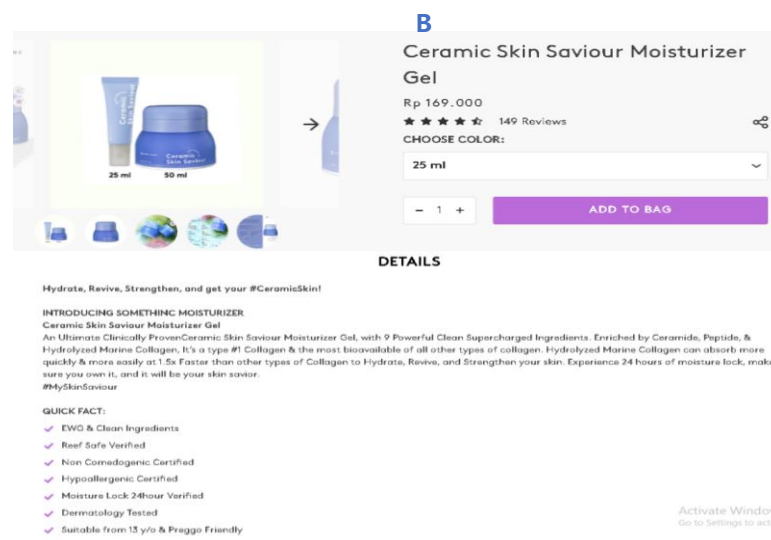 B
Ceramic Skin Saviour Moisturizer
Gel
Rp 169.000
149 Reviews
CHOOSE COLOR:
25 ml
- 1 +
ADD TO BAG
Ceramic
Skin Saviour
Ceramic
Skin Saviour
25 ml
50 ml
DETAILS
Hydrate, Revive, Strengthen, and get your #CeramicSkin!
INTRODUCING SOMETHINC MOISTURIZER
Ceramic Skin Saviour Moisturizer Gel
An Ultimate Clinically ProvenCeramic Skin Saviour Moisturizer Gel, with 9 Powerful Clean Supercharged Ingredients. Enriched by Ceramide, Peptide, &
Hydrolyzed Marine Collagen, It's a type #1 Collagen & the most bioavailable of all other types of collagen. Hydrolyzed Marine Collagen can absorb more
quickly & more easily at 1.5x Faster than other types of Collagen to Hydrate, Revive, and Strengthen your skin. Experience 24 hours of moisture lock, mak
sure you own it, and it will be your skin savior.
#MySkinSaviour
QUICK FACT:
EWG & Clean Ingredients
Reef Safe Verified
Non Comedogenic Certified
Hypoallergenic Certified
Moisture Lock 24hour Verified
Dermatology Tested
Suitable from 13 y/o & Preggo Friendly
Activate Windo
Go to Settings to act